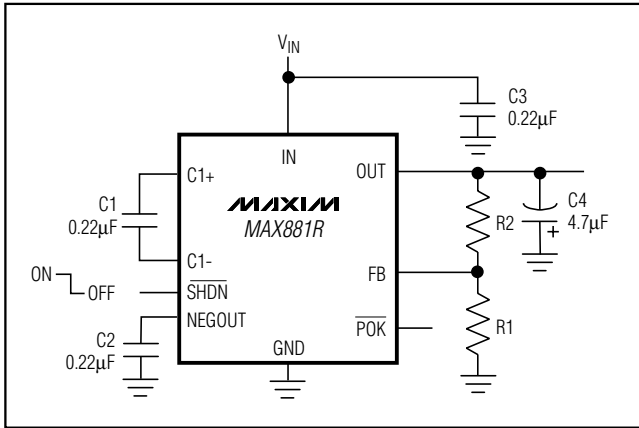 VIN
C3
0.22µF
IN
OUT
C1+
C1
0.22µF
C1-
MAXIM
MAX881R
R2
C4
4.7µF
+
ON
OFF
SHDN
FB
NEGOUT
C2
0.22µF
POK
R1
GND